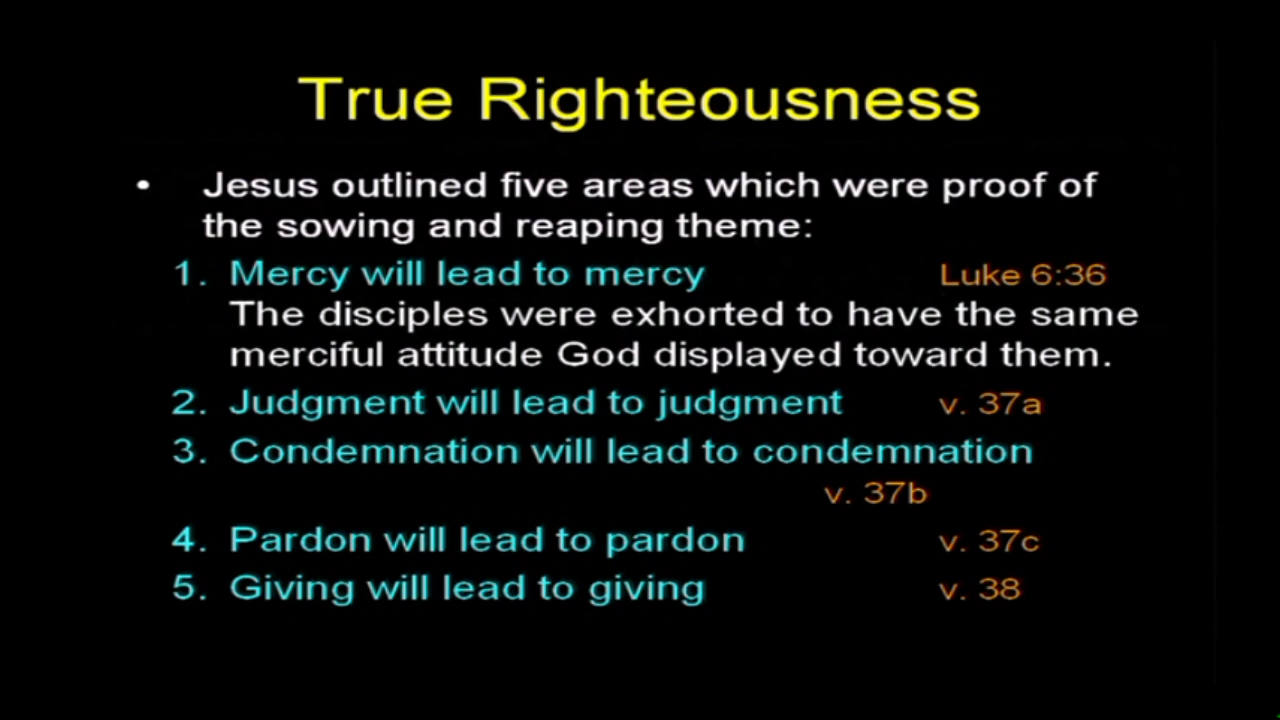 True Righteousness
• Jesus outlined five areas which were proof of
the sowing and reaping theme:
1. Mercy will lead to mercy Luke 6:36
The disciples were exhorted to have the same
merciful attitude God displayed toward them.
2. Judgment will lead to judgment v. 37a
3. Condemnation will lead to condemnation
v. 37b
4. Pardon will lead to pardon v. 37c
5. Giving will lead to giving v. 38